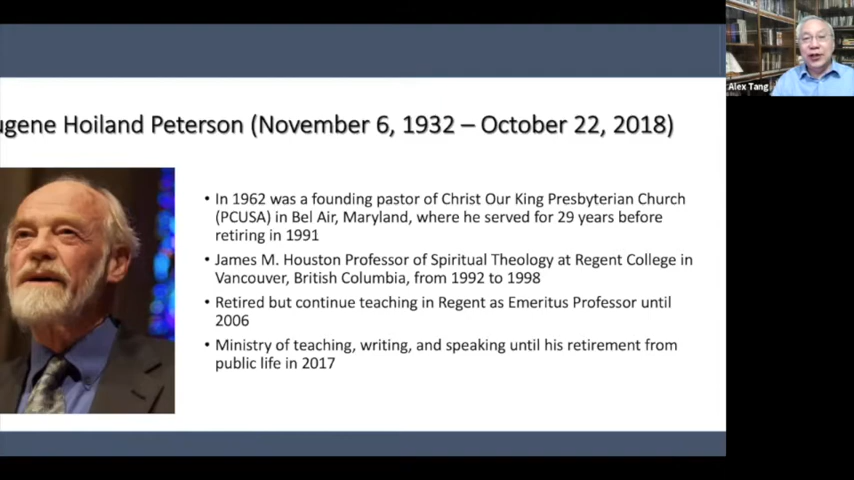 ugene Hoiland Peterson (November 6, 1932 – October 22, 2018)
• In 1962 was a founding pastor of Christ Our King Presbyterian Church
(PCUSA) in Bel Air, Maryland, where he served for 29 years before
retiring in 1991
• James M. Houston Professor of Spiritual Theology at Regent College in
Vancouver, British Columbia, from 1992 to 1998
• Retired but continue teaching in Regent as Emeritus Professor until
2006
• Ministry of teaching, writing, and speaking until his retirement from
public life in 2017
Alex Tang